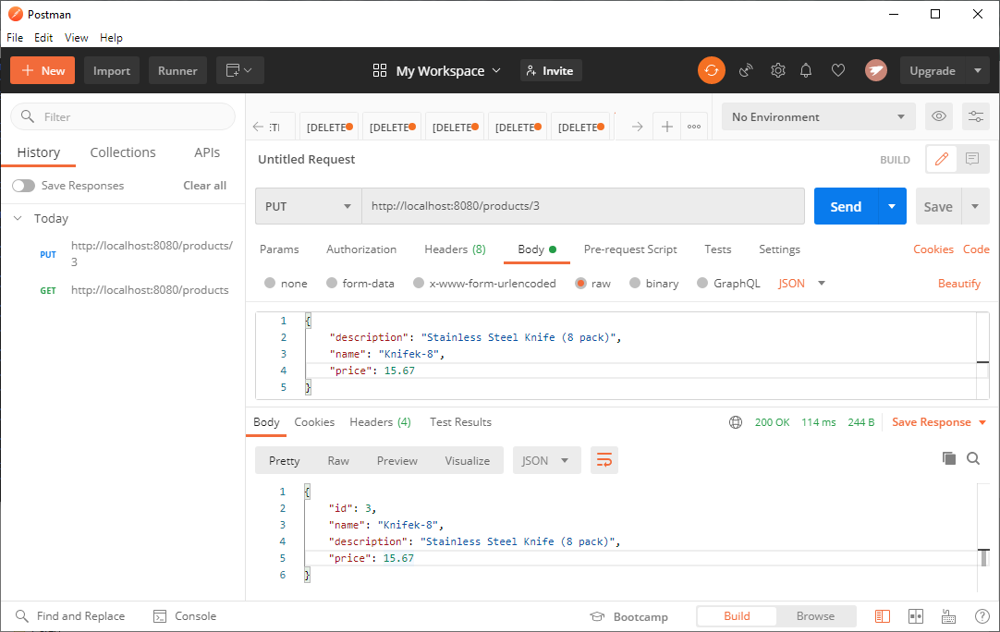 Postman
File Edit View Help
New Import Runner My Workspace Invite Upgrade
Filter
History Collections APIs
Save Responses Clear all
Today
PUT http://localhost:8080/products/
3
GET http://localhost:8080/products
[DELETE [DELETE [DELETE [DELETE [DELETE ••• No Environment
Untitled Request BUILD
PUT http://localhost:8080/products/3 Send Save
Params Authorization Headers (8) Body Pre-request Script Tests Settings Cookies Code
none form-data x-www-form-urlencoded raw binary GraphQL JSON Beautify
1 {
2 "description": "Stainless Steel Knife (8 pack)",
3 "name": "Knifek-8",
4 "price": 15.67
5 }
Body Cookies Headers (4) Test Results 200 OK 114 ms 244 B Save Response
Pretty Raw Preview Visualize JSON
1 {
2 "id": 3,
3 "name": "Knifek-8",
4 "description": "Stainless Steel Knife (8 pack)",
5 "price": 15.67
6 }
Find and Replace Console Bootcamp Build Browse